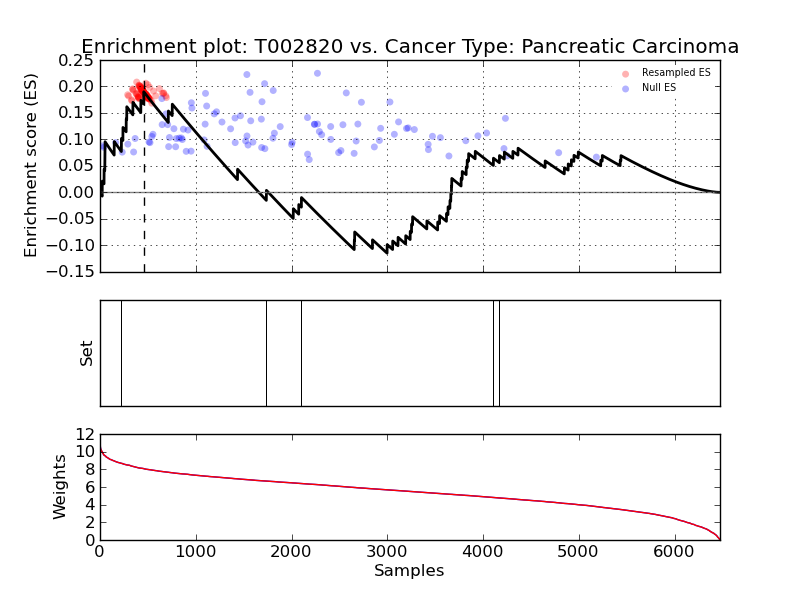 Enrichment plot: T002820 vs. Cancer Type: Pancreatic Carcinoma
Enrichment score (ES)
0.25
0.20
0.15
0.10
0.05
0.00
−0.05
−0.10
−0.15
Resampled ES
Null ES
Set
Weights
12
10
8
6
4
2
0
0 1000 2000 3000 4000 5000 6000
Samples